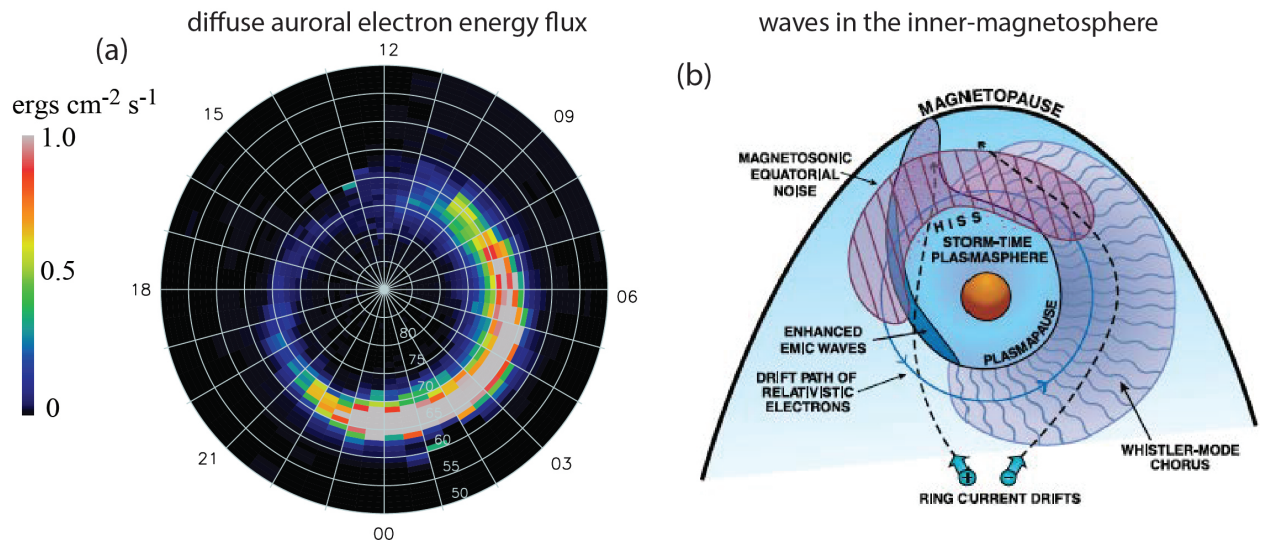 diffuse auroral electron energy flux
(a)
ergs cm-2 s-1
1.0
0.5
0
12
15
09
18
06
21
03
00
80
75
70
65
60
55
50
waves in the inner-magnetosphere
(b)
MAGNETOPAUSE
MAGNETOSONIC
EQUATORIAL
NOISE
HISS
STORM-TIME
PLASMASPHERE
ENHANCED
EMIC WAVES
PLASMAPAUSE
DRIFT PATH OF
RELATIVISTIC
ELECTRONS
WHISTLER-MODE
CHORUS
+
−
RING CURRENT DRIFTS